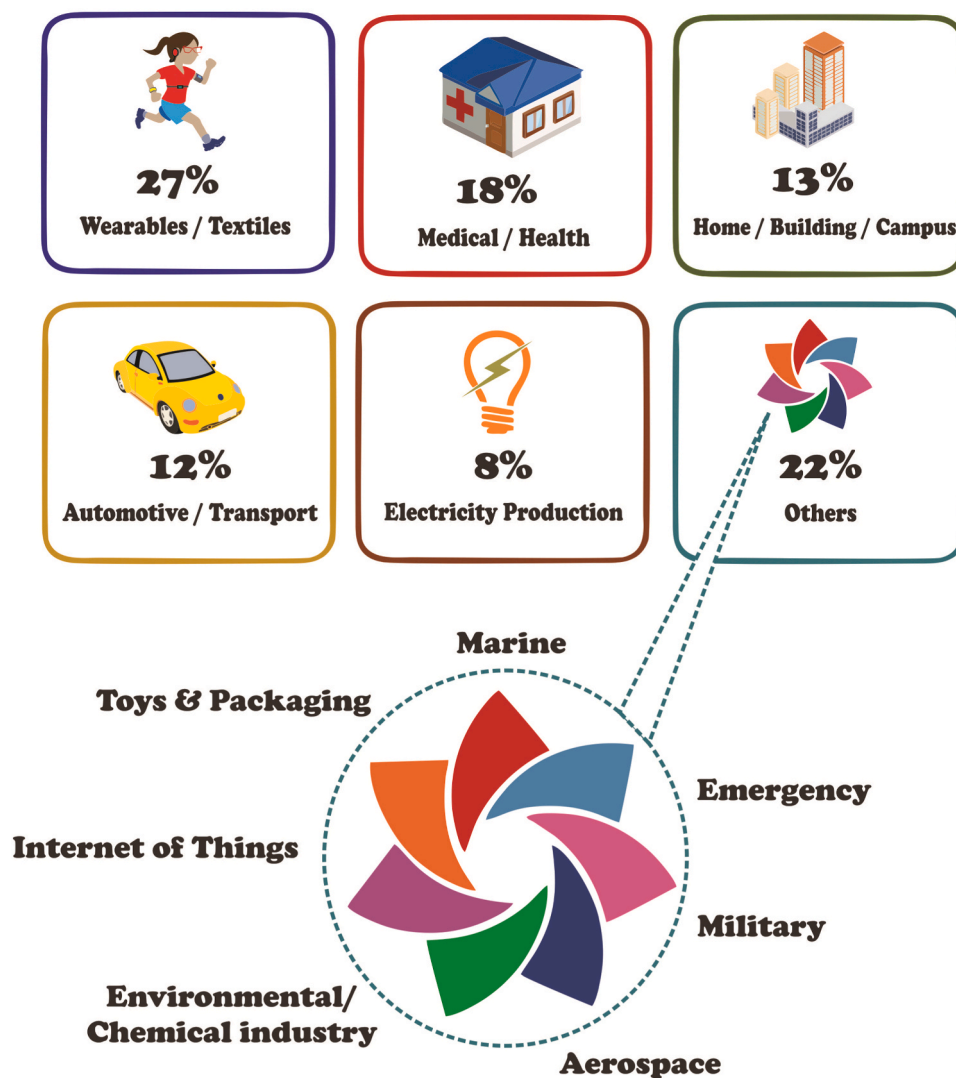 27%
Wearables / Textiles
18%
Medical / Health
13%
Home / Building / Campus
12%
Automotive / Transport
8%
Electricity Production
22%
Others
Marine
Toys & Packaging
Emergency
Internet of Things
Military
Environmental/
Chemical industry
Aerospace